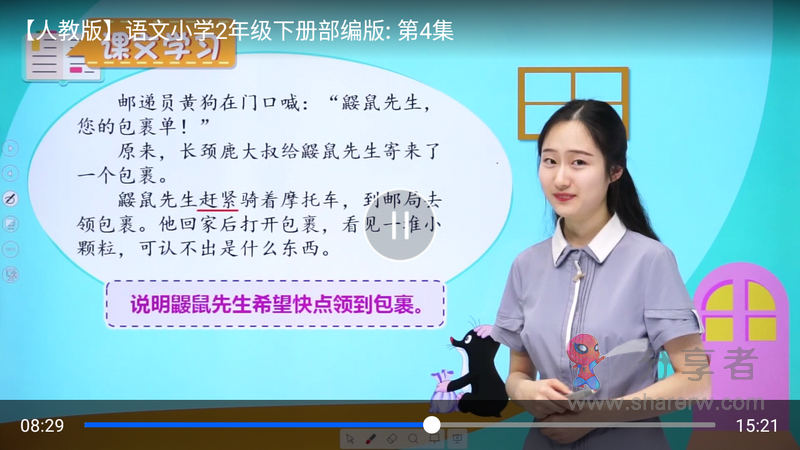 【人教版】语文小学2年级下册部编版: 第4集
课文学习
邮递员黄狗在门口喊：“鼹鼠先生，
您的包裹单！”
原来，长颈鹿大叔给鼹鼠先生寄来了
一个包裹。
鼹鼠先生赶紧骑着摩托车，到邮局去
领包裹。他回家后打开包裹，看见一堆小
颗粒，可认不出是什么东西。
说明鼹鼠先生希望快点领到包裹。
享者
www.sharerw.com
08:29
15:21